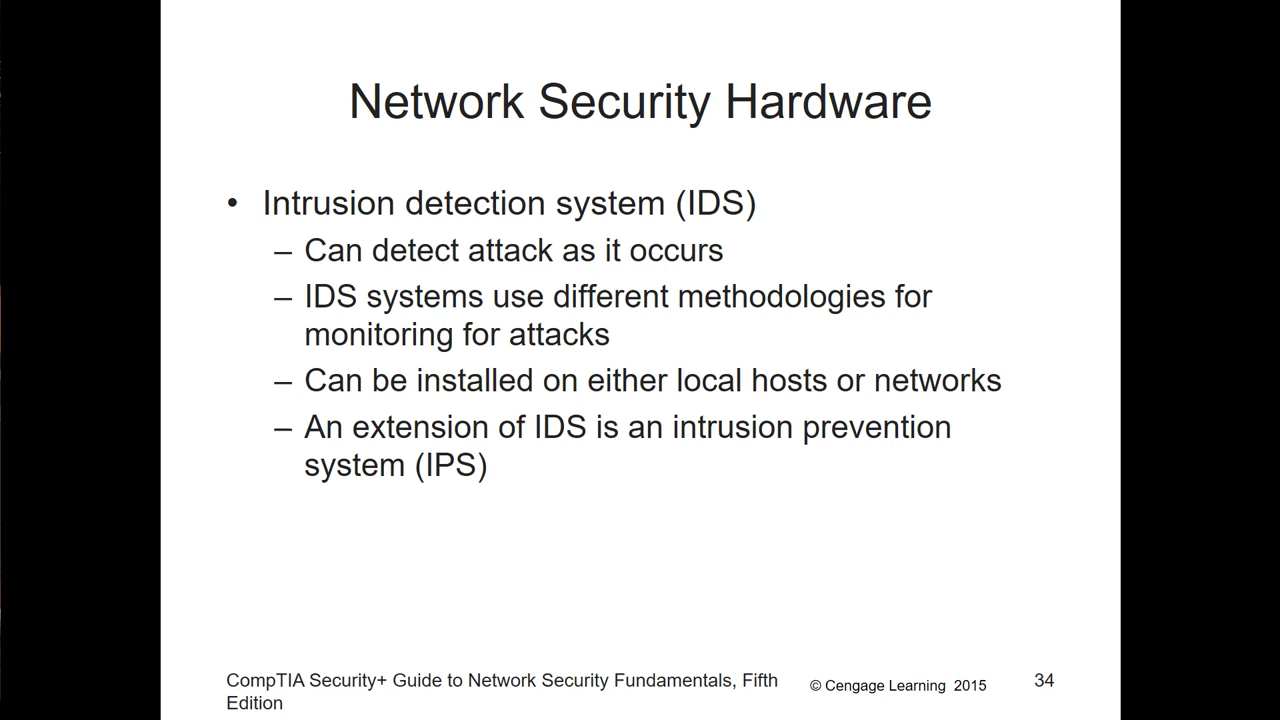 Network Security Hardware
• Intrusion detection system (IDS)
– Can detect attack as it occurs
– IDS systems use different methodologies for
monitoring for attacks
– Can be installed on either local hosts or networks
– An extension of IDS is an intrusion prevention
system (IPS)
CompTIA Security+ Guide to Network Security Fundamentals, Fifth
Edition
© Cengage Learning 2015
34